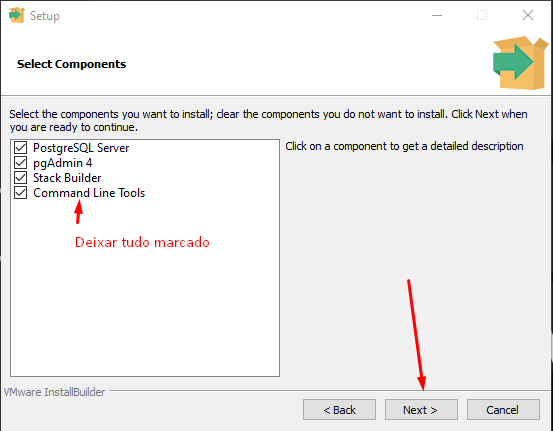 Setup
Select Components
Select the components you want to install; clear the components you do not want to install. Click Next when
you are ready to continue.
PostgreSQL Server
pgAdmin 4
Stack Builder
Command Line Tools
Click on a component to get a detailed description
Deixar tudo marcado
VMware InstallBuilder
< Back
Next >
Cancel